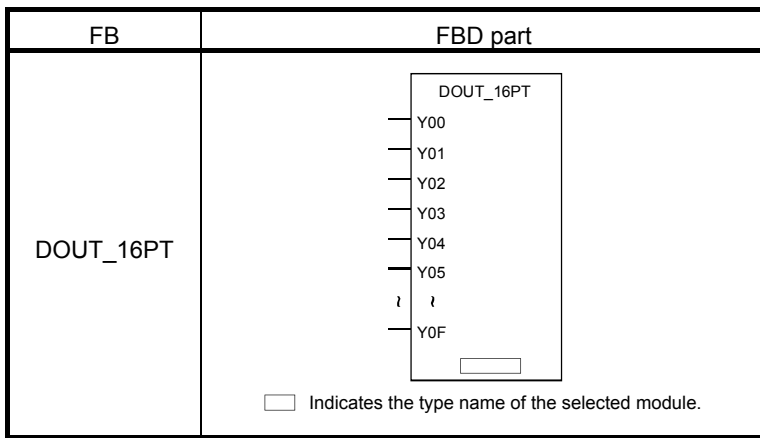 FB
FBD part
DOUT_16PT
DOUT_16PT
Y00
Y01
Y02
Y03
Y04
Y05
~ ~
Y0F
Indicates the type name of the selected module.